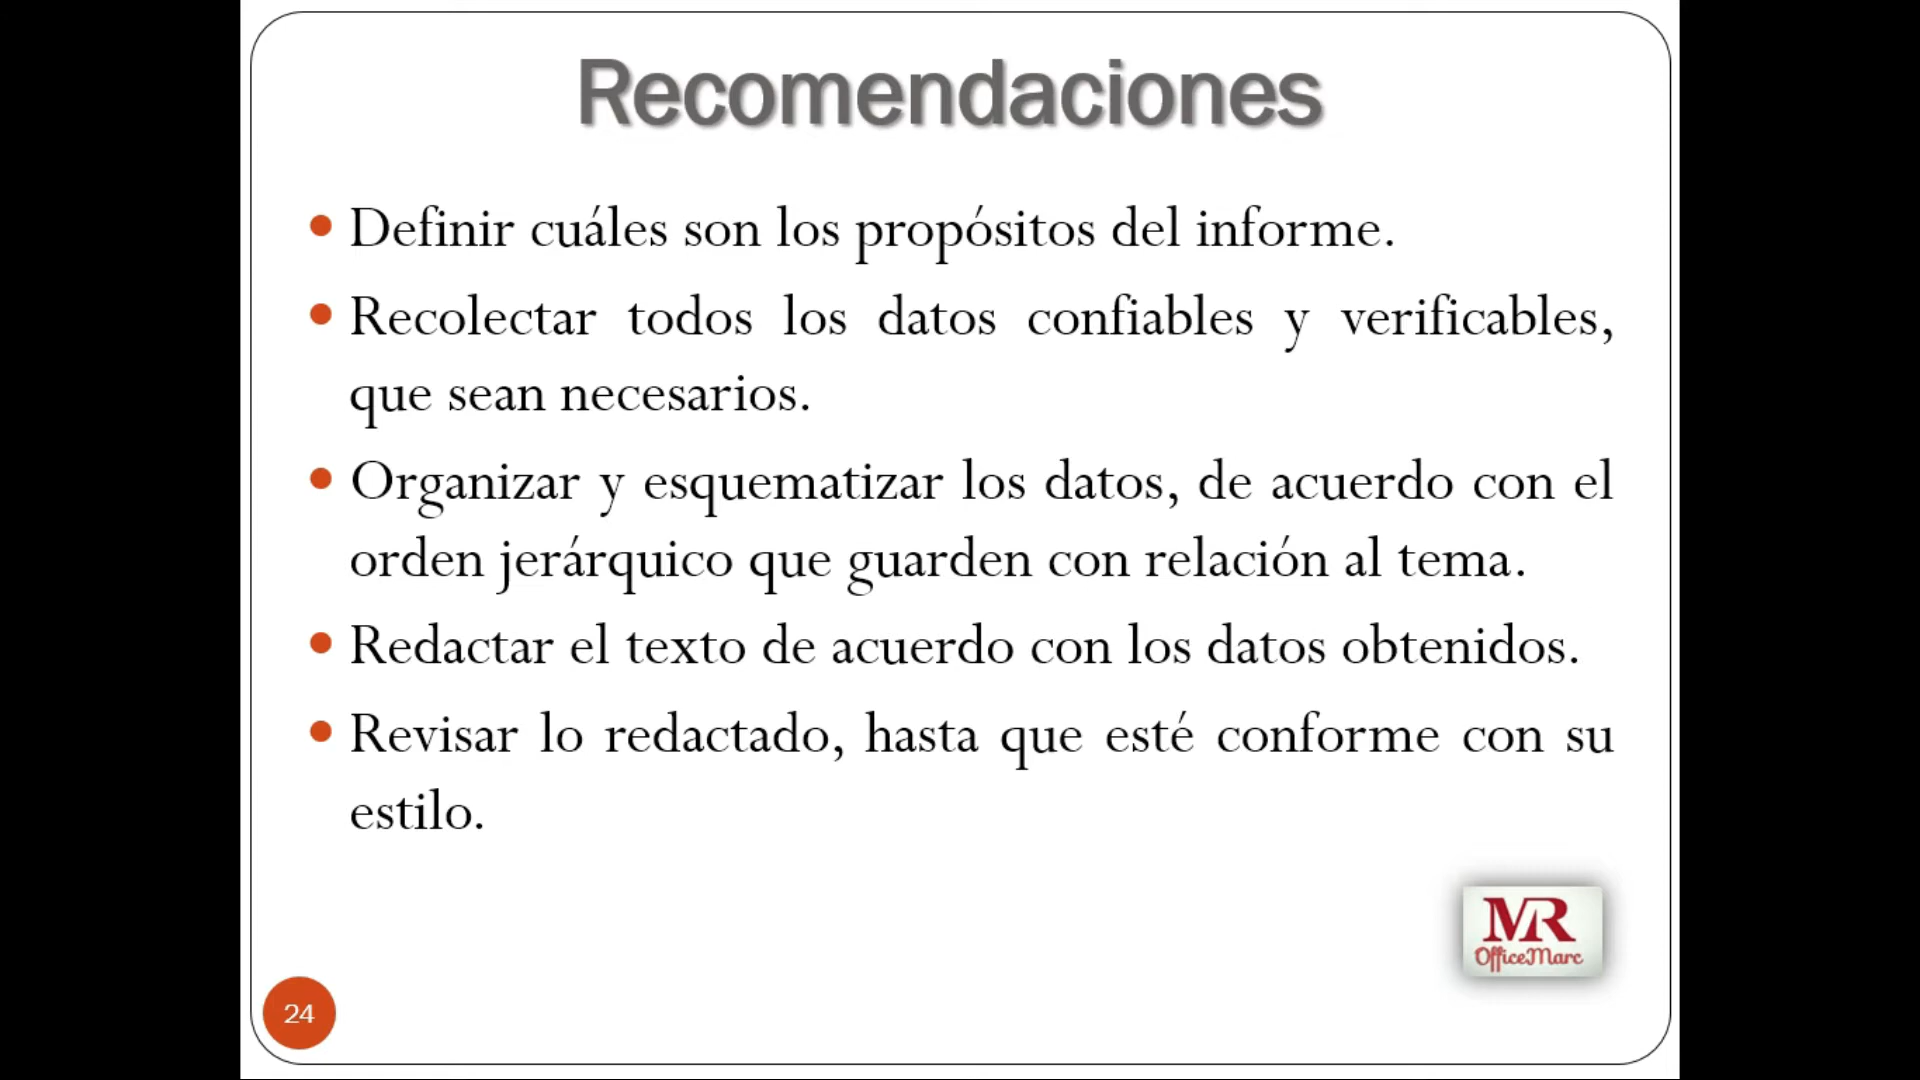 Recomendaciones
• Definir cuáles son los propósitos del informe.
• Recolectar todos los datos confiables y verificables,
que sean necesarios.
• Organizar y esquematizar los datos, de acuerdo con el
orden jerárquico que guarden con relación al tema.
• Redactar el texto de acuerdo con los datos obtenidos.
• Revisar lo redactado, hasta que esté conforme con su
estilo.
MR
OfficeMarc
24